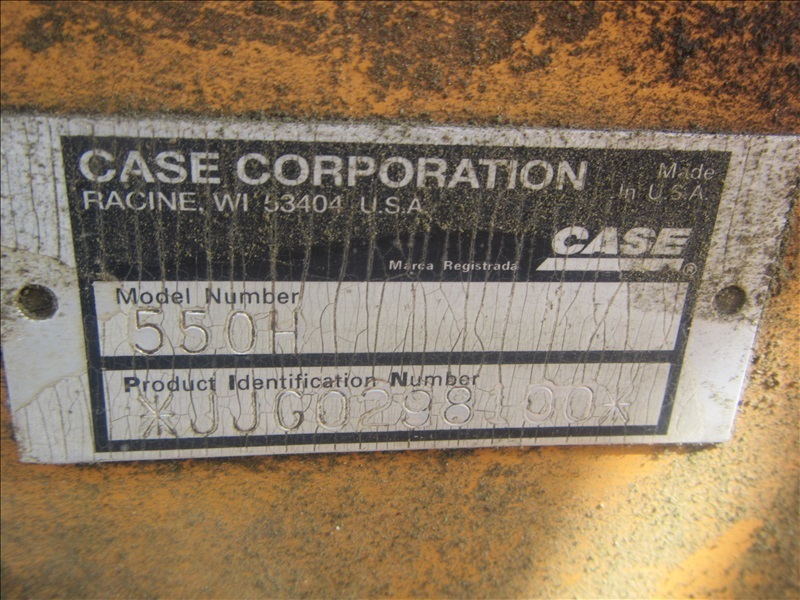 CASE CORPORATION
Made
In U.S.A.
RACINE, WI 53404 U.S.A.
CASE
Marca Registrada ®
Model Number
550H
Product Identification Number
*JJG0298100*